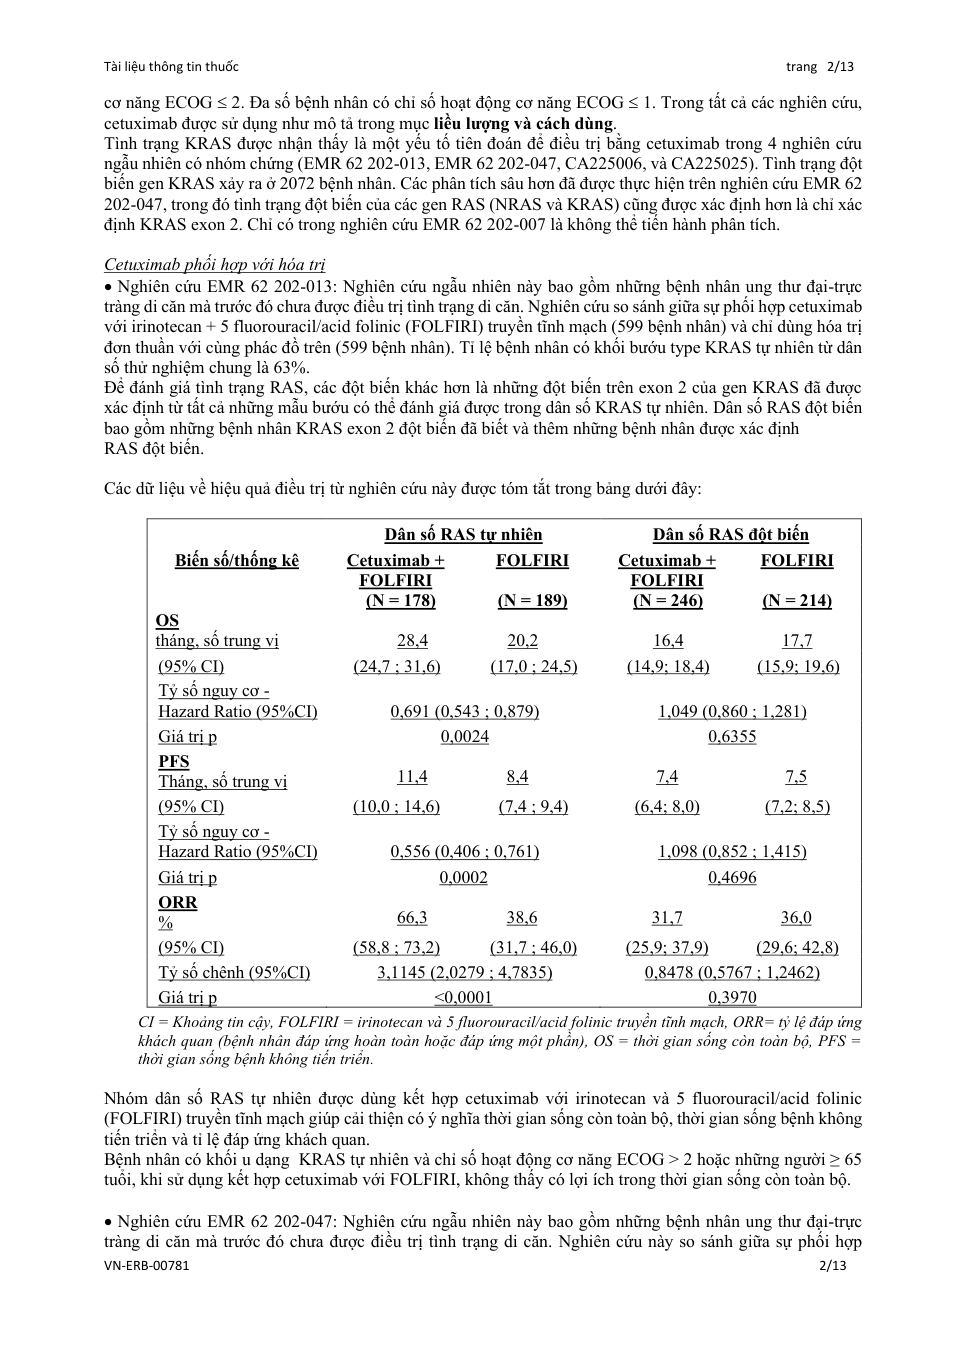 Tài liệu thông tin thuốc trang 2/13
cơ năng ECOG ≤ 2. Đa số bệnh nhân có chỉ số hoạt động cơ năng ECOG ≤ 1. Trong tất cả các nghiên cứu,
cetuximab được sử dụng như mô tả trong mục liều lượng và cách dùng.
Tình trạng KRAS được nhận thấy là một yếu tố tiên đoán để điều trị bằng cetuximab trong 4 nghiên cứu
ngẫu nhiên có nhóm chứng (EMR 62 202-013, EMR 62 202-047, CA225006, và CA225025). Tình trạng đột
biến gen KRAS xảy ra ở 2072 bệnh nhân. Các phân tích sâu hơn đã được thực hiện trên nghiên cứu EMR 62
202-047, trong đó tình trạng đột biến của các gen RAS (NRAS và KRAS) cũng được xác định hơn là chỉ xác
định KRAS exon 2. Chỉ có trong nghiên cứu EMR 62 202-007 là không thể tiến hành phân tích.
Cetuximab phối hợp với hóa trị
• Nghiên cứu EMR 62 202-013: Nghiên cứu ngẫu nhiên này bao gồm những bệnh nhân ung thư đại-trực
tràng di căn mà trước đó chưa được điều trị tình trạng di căn. Nghiên cứu so sánh giữa sự phối hợp cetuximab
với irinotecan + 5 fluorouracil/acid folinic (FOLFIRI) truyền tĩnh mạch (599 bệnh nhân) và chỉ dùng hóa trị
đơn thuần với cùng phác đồ trên (599 bệnh nhân). Tỉ lệ bệnh nhân có khối bướu type KRAS tự nhiên từ dân
số thử nghiệm chung là 63%.
Để đánh giá tình trạng RAS, các đột biến khác hơn là những đột biến trên exon 2 của gen KRAS đã được
xác định từ tất cả những mẫu bướu có thể đánh giá được trong dân số KRAS tự nhiên. Dân số RAS đột biến
bao gồm những bệnh nhân KRAS exon 2 đột biến đã biết và thêm những bệnh nhân được xác định
RAS đột biến.
Các dữ liệu về hiệu quả điều trị từ nghiên cứu này được tóm tắt trong bảng dưới đây:
Dân số RAS tự nhiên Dân số RAS đột biến
Biến số/thống kê Cetuximab + FOLFIRI Cetuximab + FOLFIRI
FOLFIRI FOLFIRI
(N = 178) (N = 189) (N = 246) (N = 214)
OS
tháng, số trung vị 28,4 20,2 16,4 17,7
(95% CI) (24,7 ; 31,6) (17,0 ; 24,5) (14,9; 18,4) (15,9; 19,6)
Tỷ số nguy cơ -
Hazard Ratio (95%CI) 0,691 (0,543 ; 0,879) 1,049 (0,860 ; 1,281)
Giá trị p 0,0024 0,6355
PFS
Tháng, số trung vị 11,4 8,4 7,4 7,5
(95% CI) (10,0 ; 14,6) (7,4 ; 9,4) (6,4; 8,0) (7,2; 8,5)
Tỷ số nguy cơ -
Hazard Ratio (95%CI) 0,556 (0,406 ; 0,761) 1,098 (0,852 ; 1,415)
Giá trị p 0,0002 0,4696
ORR
% 66,3 38,6 31,7 36,0
(95% CI) (58,8 ; 73,2) (31,7 ; 46,0) (25,9; 37,9) (29,6; 42,8)
Tỷ số chênh (95%CI) 3,1145 (2,0279 ; 4,7835) 0,8478 (0,5767 ; 1,2462)
Giá trị p <0,0001 0,3970
CI = Khoảng tin cậy, FOLFIRI = irinotecan và 5 fluorouracil/acid folinic truyền tĩnh mạch, ORR= tỷ lệ đáp ứng
khách quan (bệnh nhân đáp ứng hoàn toàn hoặc đáp ứng một phần), OS = thời gian sống còn toàn bộ, PFS =
thời gian sống bệnh không tiến triển.
Nhóm dân số RAS tự nhiên được dùng kết hợp cetuximab với irinotecan và 5 fluorouracil/acid folinic
(FOLFIRI) truyền tĩnh mạch giúp cải thiện có ý nghĩa thời gian sống còn toàn bộ, thời gian sống bệnh không
tiến triển và tỉ lệ đáp ứng khách quan.
Bệnh nhân có khối u dạng KRAS tự nhiên và chỉ số hoạt động cơ năng ECOG > 2 hoặc những người ≥ 65
tuổi, khi sử dụng kết hợp cetuximab với FOLFIRI, không thấy có lợi ích trong thời gian sống còn toàn bộ.
• Nghiên cứu EMR 62 202-047: Nghiên cứu ngẫu nhiên này bao gồm những bệnh nhân ung thư đại-trực
tràng di căn mà trước đó chưa được điều trị tình trạng di căn. Nghiên cứu này so sánh giữa sự phối hợp
VN-ERB-00781 2/13